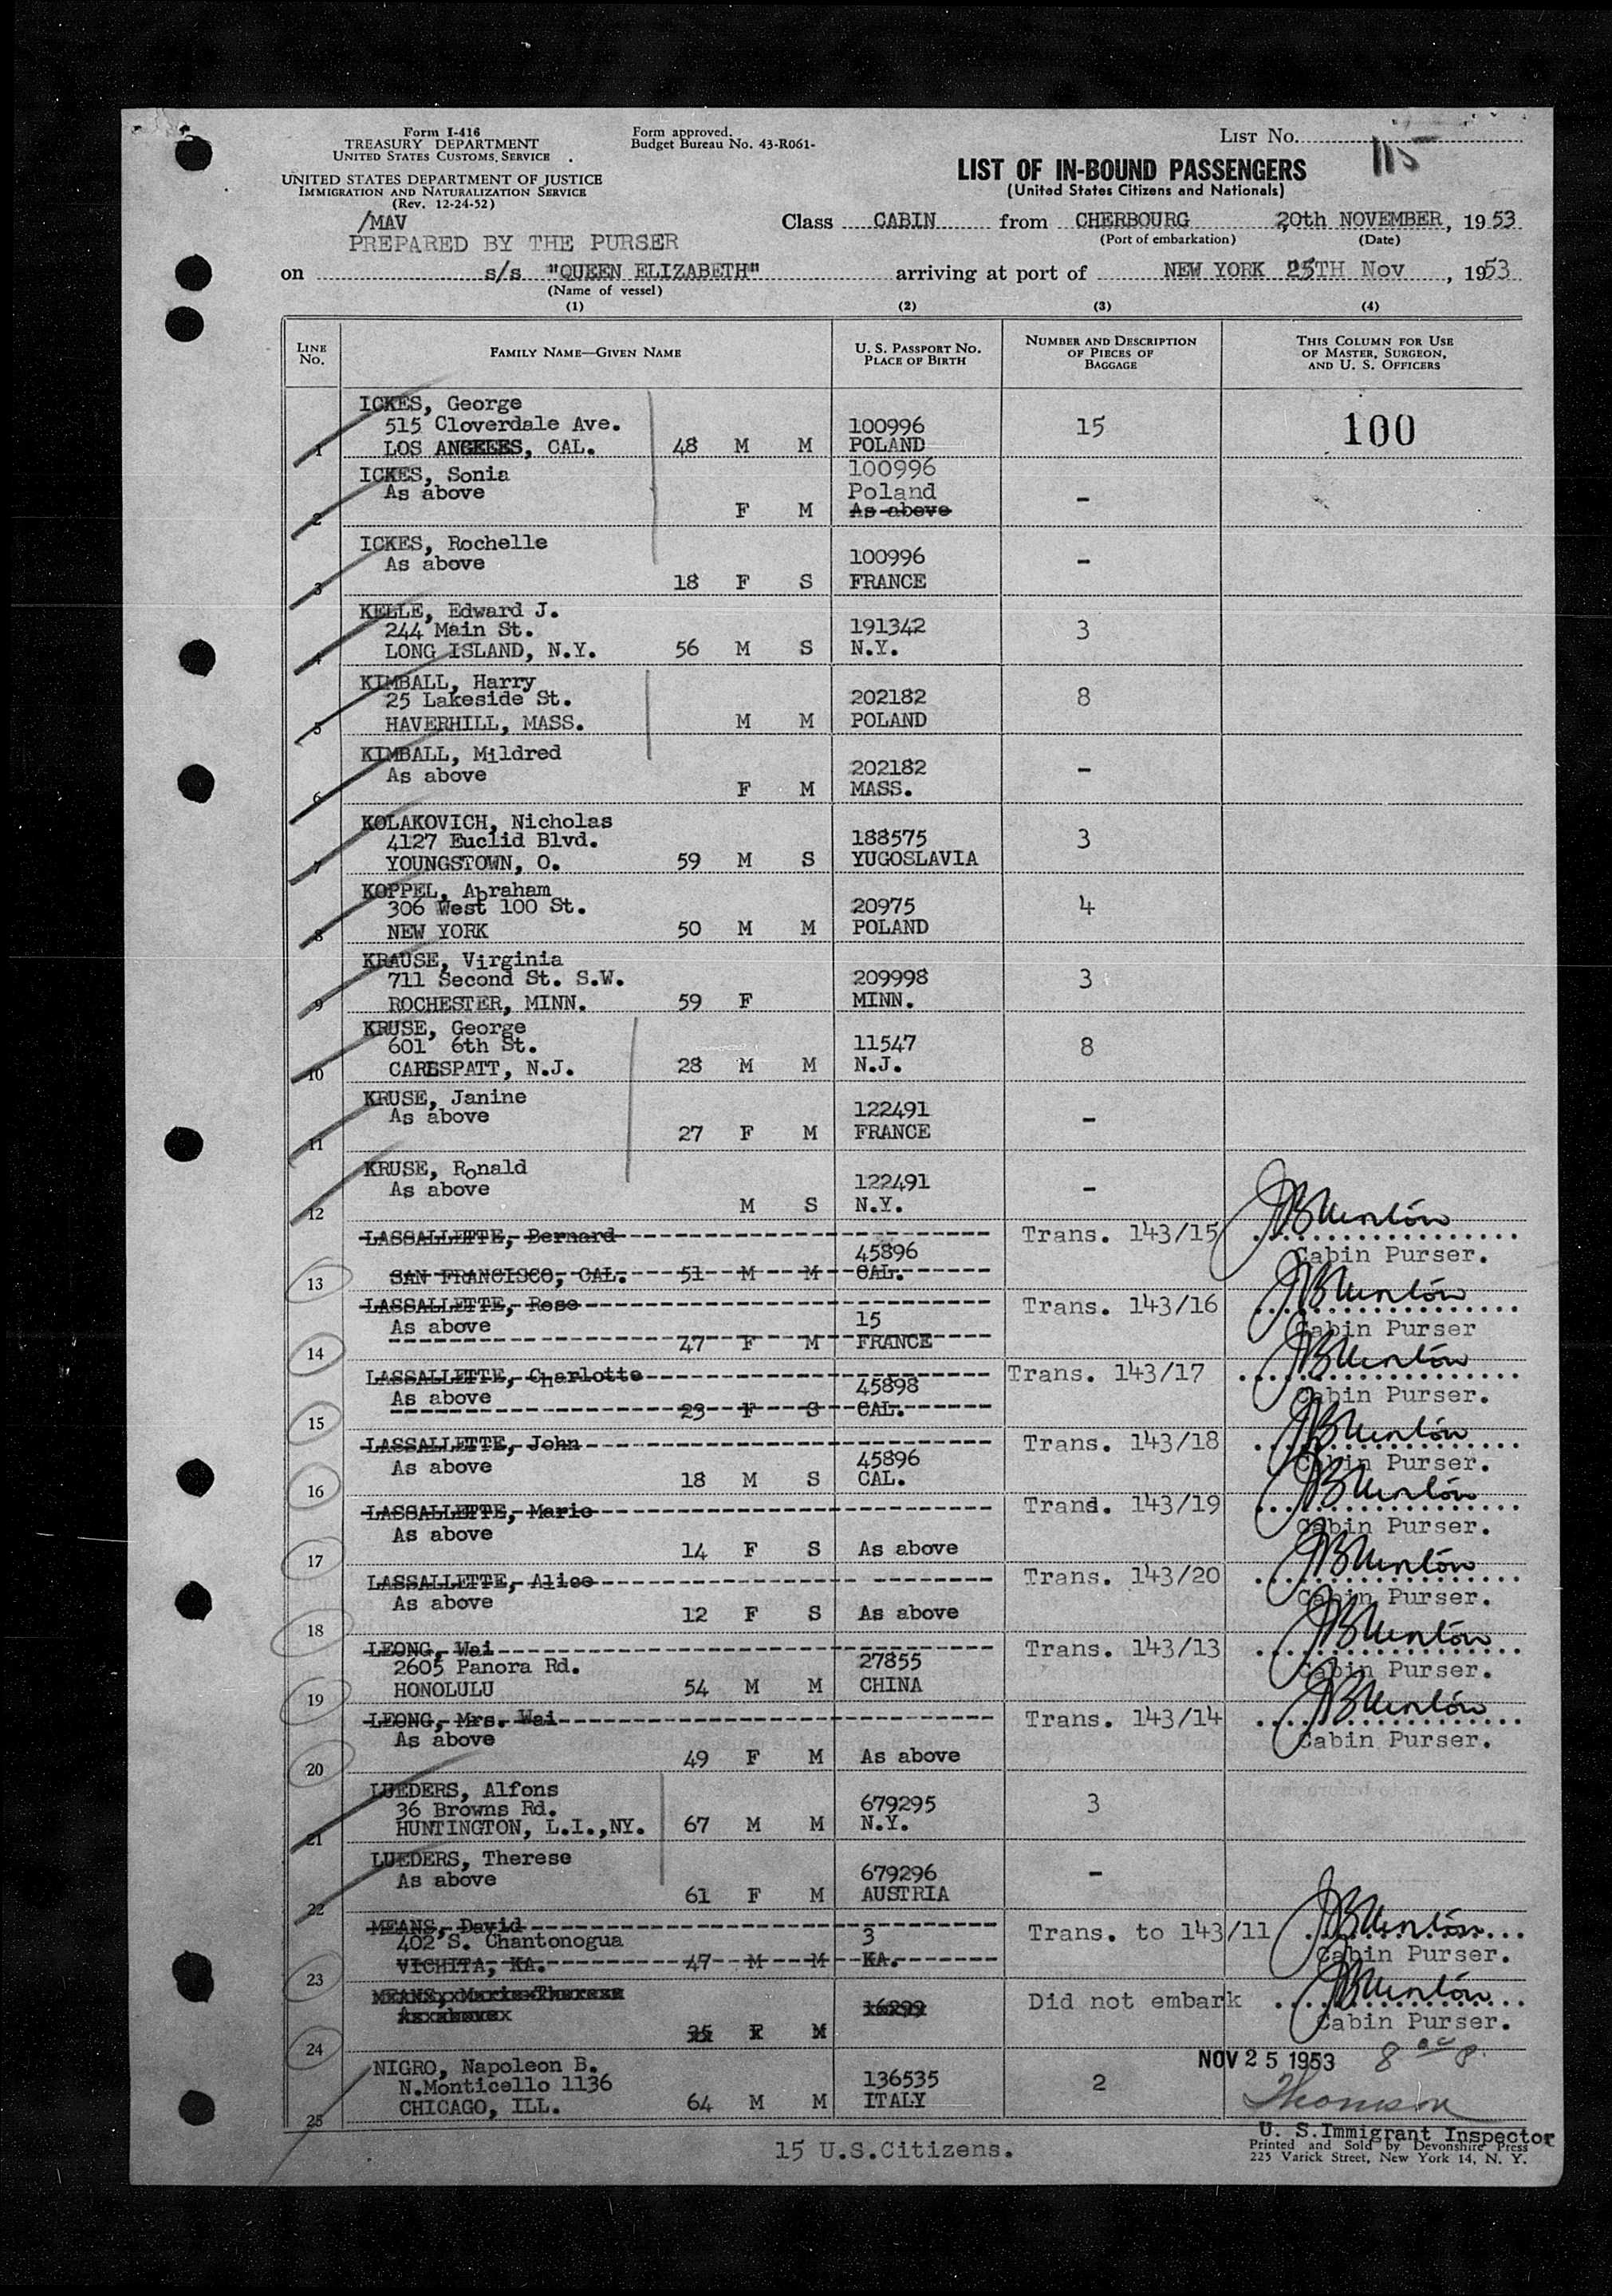 Form I-416
TREASURY DEPARTMENT
UNITED STATES CUSTOMS SERVICE
UNITED STATES DEPARTMENT OF JUSTICE
IMMIGRATION AND NATURALIZATION SERVICE
(Rev. 12-24-52)
Form approved.
Budget Bureau No. 43-R061-
LIST No. 115
LIST OF IN-BOUND PASSENGERS
(United States Citizens and Nationals)
/MAV
PREPARED BY THE PURSER
Class CABIN from CHERBOURG 20th NOVEMBER, 1953
(Port of embarkation) (Date)
on s/s "QUEEN ELIZABETH" arriving at port of NEW YORK 25TH Nov, 1953
(Name of vessel)
(1) (2) (3) (4)
LINE No. FAMILY NAME—GIVEN NAME U. S. PASSPORT No. PLACE OF BIRTH NUMBER AND DESCRIPTION OF PIECES OF BAGGAGE THIS COLUMN FOR USE OF MASTER, SURGEON, AND U. S. OFFICERS
ICKES, George
515 Cloverdale Ave. 100996 15 100
1 LOS ANGELES, CAL. 48 M M POLAND
ICKES, Sonia 100996
As above Poland -
2 F M As above
ICKES, Rochelle
As above 100996 -
3 18 F S FRANCE
KELLE, Edward J.
244 Main St. 191342 3
4 LONG ISLAND, N.Y. 56 M S N.Y.
KIMBALL, Harry
25 Lakeside St. 202182 8
5 HAVERHILL, MASS. M M POLAND
KIMBALL, Mildred
As above 202182 -
6 F M MASS.
KOLAKOVICH, Nicholas
4127 Euclid Blvd. 188575 3
7 YOUNGSTOWN, O. 59 M S YUGOSLAVIA
KOPPEL, Abraham
306 West 100 St. 20975 4
8 NEW YORK 50 M M POLAND
KRAUSE, Virginia
711 Second St. S.W. 209998 3
9 ROCHESTER, MINN. 59 F MINN.
KRUSE, George
601 6th St. 11547 8
10 CARLSPATT, N.J. 28 M M N.J.
KRUSE, Janine
As above 122491 -
11 27 F M FRANCE
KRUSE, Ronald
As above 122491 -
12 M S N.Y.
LASSALLETTE, Bernard Trans. 143/15
45896 Cabin Purser.
13 SAN FRANCISCO, CAL. 51 M M CAL.
LASSALLETTE, Rose Trans. 143/16
As above 15 Cabin Purser
14 47 F M FRANCE
LASSALLETTE, Charlotte Trans. 143/17
As above 45898 Cabin Purser.
15 23 F S CAL.
LASSALLETTE, John Trans. 143/18
As above 45896 Cabin Purser.
16 18 M S CAL.
LASSALLETTE, Marie Trans. 143/19
As above Cabin Purser.
17 14 F S As above
LASSALLETTE, Alice Trans. 143/20
As above Cabin Purser.
18 12 F S As above
LEONG, Wai Trans. 143/13
2605 Panora Rd. 27855 Cabin Purser.
19 HONOLULU 54 M M CHINA
LEONG, Mrs. Wai Trans. 143/14
As above Cabin Purser.
20 49 F M As above
LUEDERS, Alfons
36 Browns Rd. 679295 3
21 HUNTINGTON, L.I.,NY. 67 M M N.Y.
LUEDERS, Therese
As above 679296 -
22 61 F M AUSTRIA
MEANS, David Trans. to 143/11
402 S. Chantonogua 3 Cabin Purser.
23 VICHITA, KA. 47 M M KA.
MEANS, Marie Therese Did not embark
As above 16299 Cabin Purser.
24 35 F M
NOV 25 1953
NIGRO, Napoleon B.
N.Monticello 1136 136535 2
25 CHICAGO, ILL. 64 M M ITALY
Thomson
U. S.Immigrant Inspector
15 U.S.Citizens.
Printed and Sold by Devonshire Press
225 Varick Street, New York 14, N. Y.